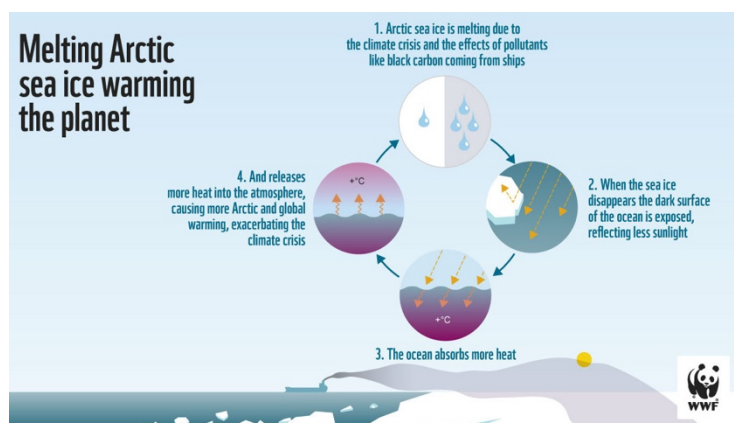 Melting Arctic
sea ice warming
the planet
1. Arctic sea ice is melting due to
the climate crisis and the effects of pollutants
like black carbon coming from ships
2. When the sea ice
disappears the dark surface
of the ocean is exposed,
reflecting less sunlight
+°C
3. The ocean absorbs more heat
4. And releases
more heat into the atmosphere,
causing more Arctic and global
warming, exacerbating the
climate crisis
+°C
WWF